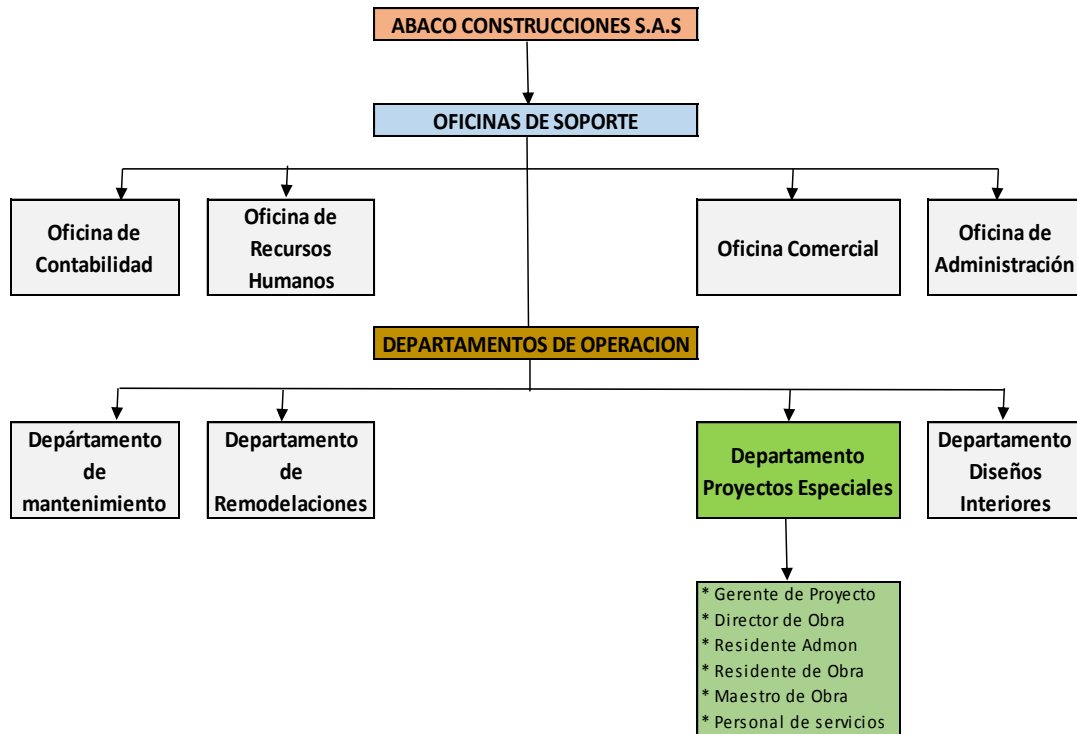 ABACO CONSTRUCCIONES S.A.S
OFICINAS DE SOPORTE
Oficina de
Contabilidad
Oficina de
Recursos
Humanos
Oficina Comercial
Oficina de
Administración
DEPARTAMENTOS DE OPERACION
Depártamento
de
mantenimiento
Departamento
de
Remodelaciones
Departamento
Proyectos Especiales
Departamento
Diseños
Interiores
* Gerente de Proyecto
* Director de Obra
* Residente Admon
* Residente de Obra
* Maestro de Obra
* Personal de servicios